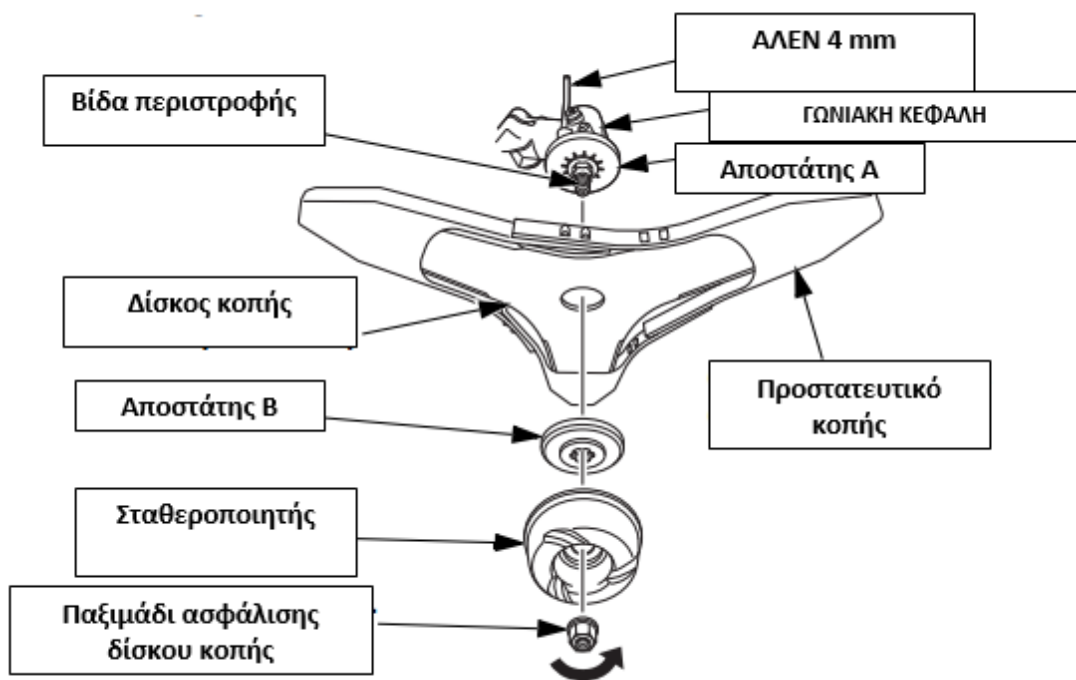 ΑΛΕΝ 4 mm
Βίδα περιστροφής
ΓΩΝΙΑΚΗ ΚΕΦΑΛΗ
Αποστάτης Α
Δίσκος κοπής
Προστατευτικό
κοπής
Αποστάτης Β
Σταθεροποιητής
Παξιμάδι ασφάλισης
δίσκου κοπής